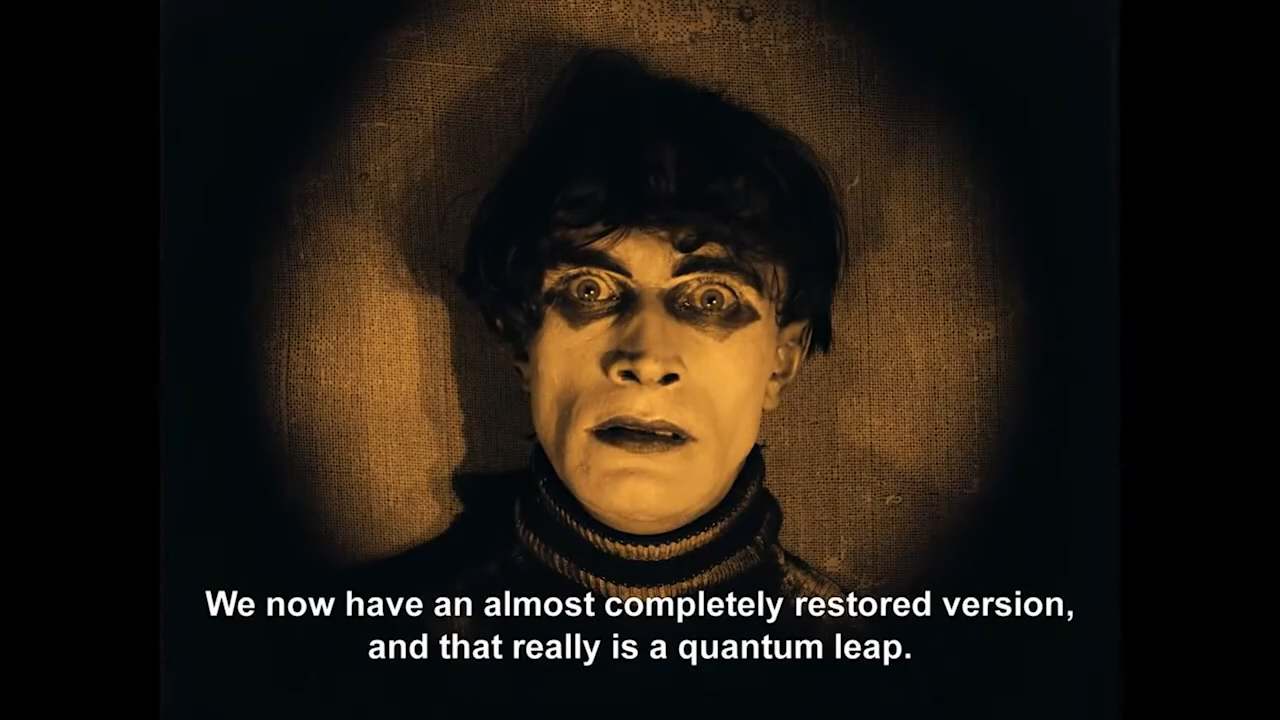 We now have an almost completely restored version,
and that really is a quantum leap.